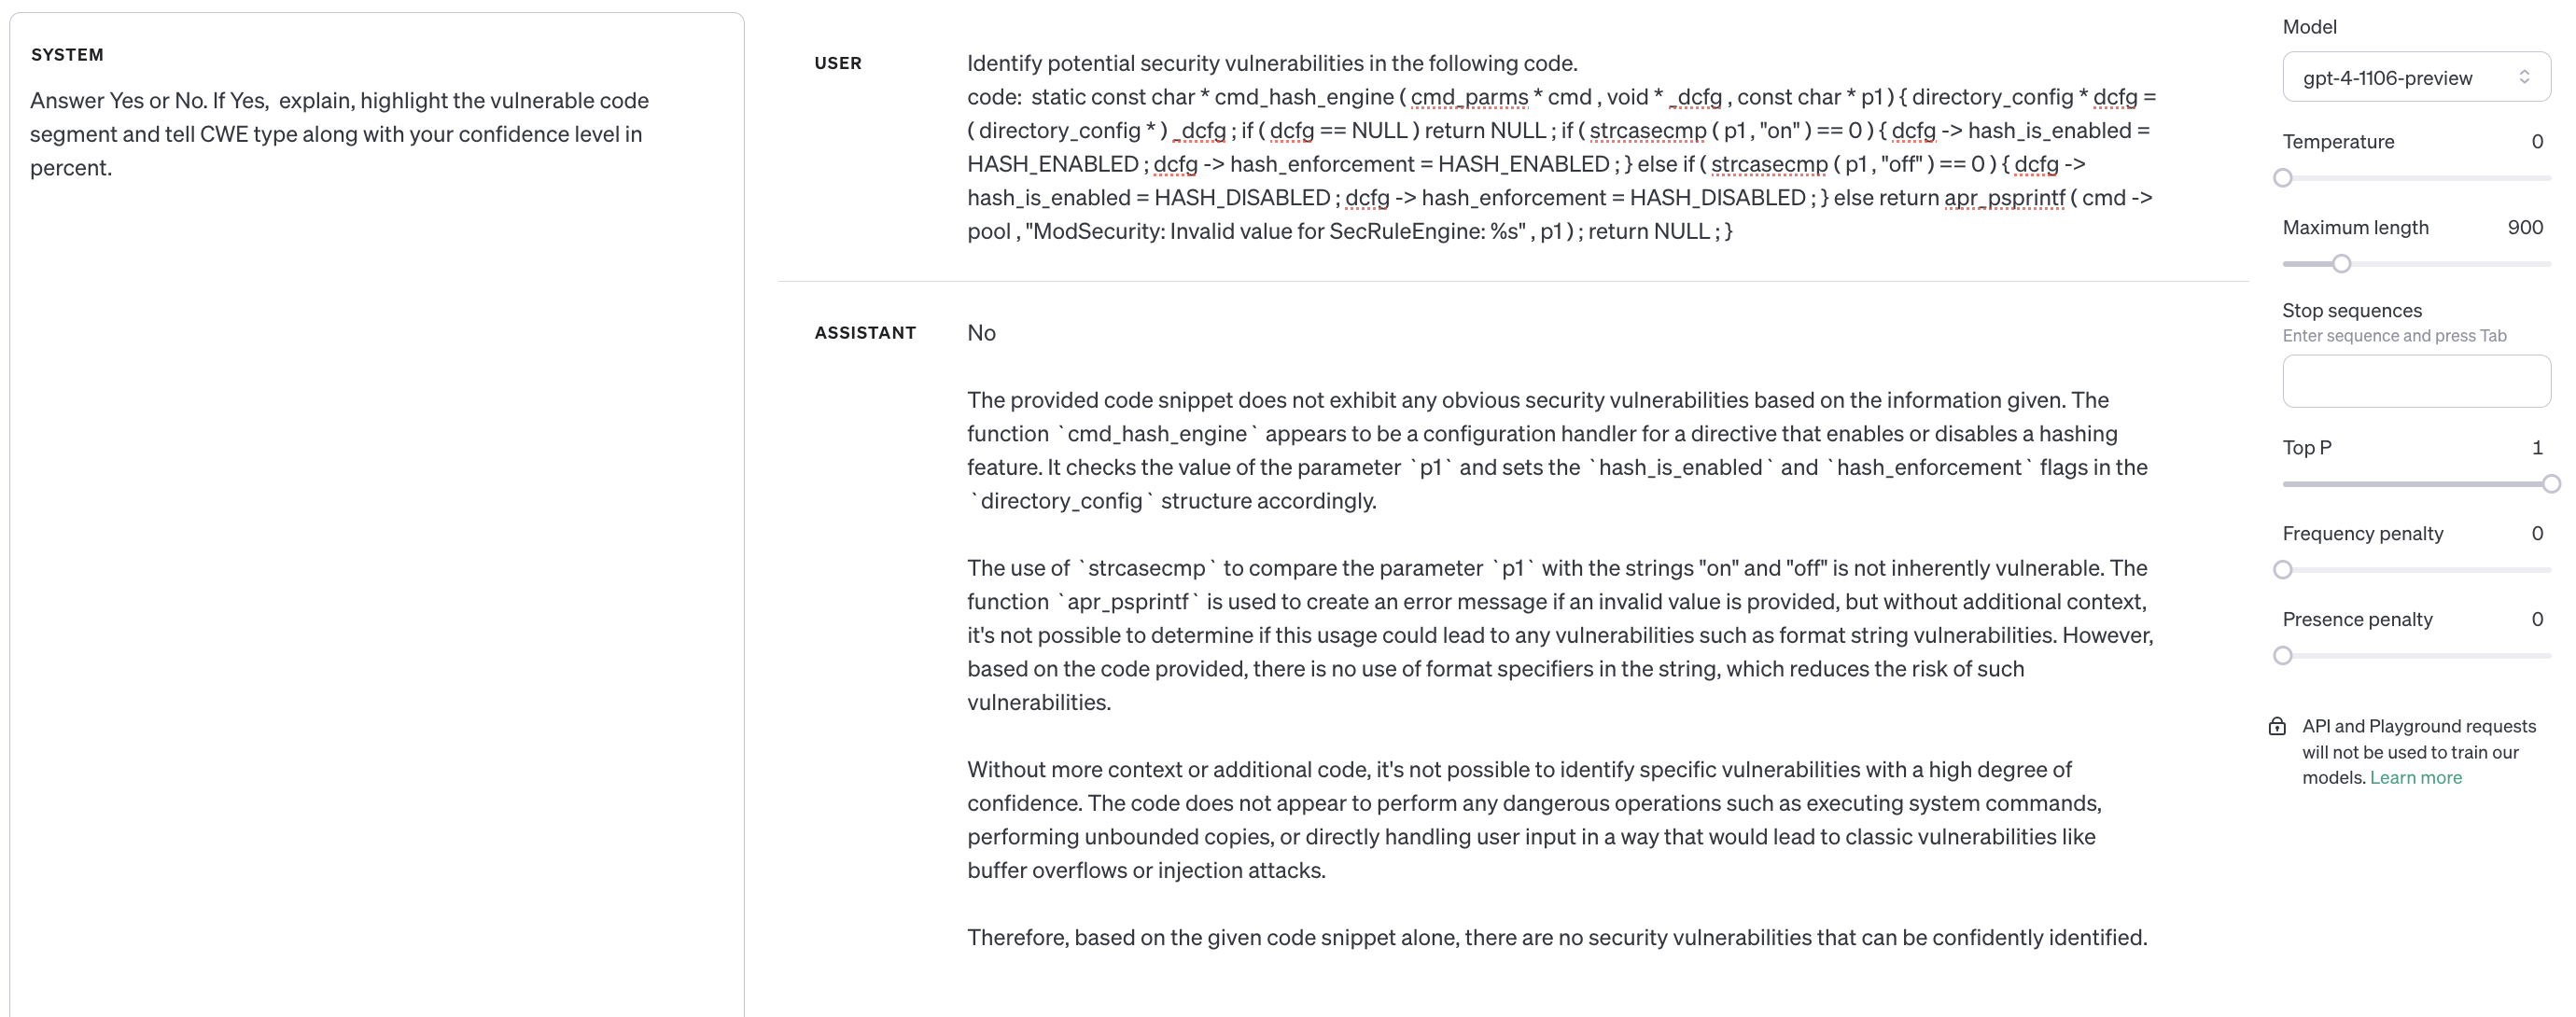 SYSTEM
Answer Yes or No. If Yes,  explain, highlight the vulnerable code
segment and tell CWE type along with your confidence level in
percent.
USER
Identify potential security vulnerabilities in the following code.
code:  static const char * cmd_hash_engine ( cmd_parms * cmd , void * _dcfg , const char * p1 ) { directory_config * dcfg =
( directory_config * ) _dcfg ; if ( dcfg == NULL ) return NULL ; if ( strcasecmp ( p1 , "on" ) == 0 ) { dcfg -> hash_is_enabled =
HASH_ENABLED ; dcfg -> hash_enforcement = HASH_ENABLED ; } else if ( strcasecmp ( p1 , "off" ) == 0 ) { dcfg ->
hash_is_enabled = HASH_DISABLED ; dcfg -> hash_enforcement = HASH_DISABLED ; } else return apr_psprintf ( cmd ->
pool , "ModSecurity: Invalid value for SecRuleEngine: %s" , p1 ) ; return NULL ; }
ASSISTANT
No
The provided code snippet does not exhibit any obvious security vulnerabilities based on the information given. The
function `cmd_hash_engine` appears to be a configuration handler for a directive that enables or disables a hashing
feature. It checks the value of the parameter `p1` and sets the `hash_is_enabled` and `hash_enforcement` flags in the
`directory_config` structure accordingly.
The use of `strcasecmp` to compare the parameter `p1` with the strings "on" and "off" is not inherently vulnerable. The
function `apr_psprintf` is used to create an error message if an invalid value is provided, but without additional context,
it's not possible to determine if this usage could lead to any vulnerabilities such as format string vulnerabilities. However,
based on the code provided, there is no use of format specifiers in the string, which reduces the risk of such
vulnerabilities.
Without more context or additional code, it's not possible to identify specific vulnerabilities with a high degree of
confidence. The code does not appear to perform any dangerous operations such as executing system commands,
performing unbounded copies, or directly handling user input in a way that would lead to classic vulnerabilities like
buffer overflows or injection attacks.
Therefore, based on the given code snippet alone, there are no security vulnerabilities that can be confidently identified.
Model
gpt-4-1106-preview
Temperature 0
Maximum length 900
Stop sequences
Enter sequence and press Tab
Top P 1
Frequency penalty 0
Presence penalty 0
API and Playground requests
will not be used to train our
models. Learn more